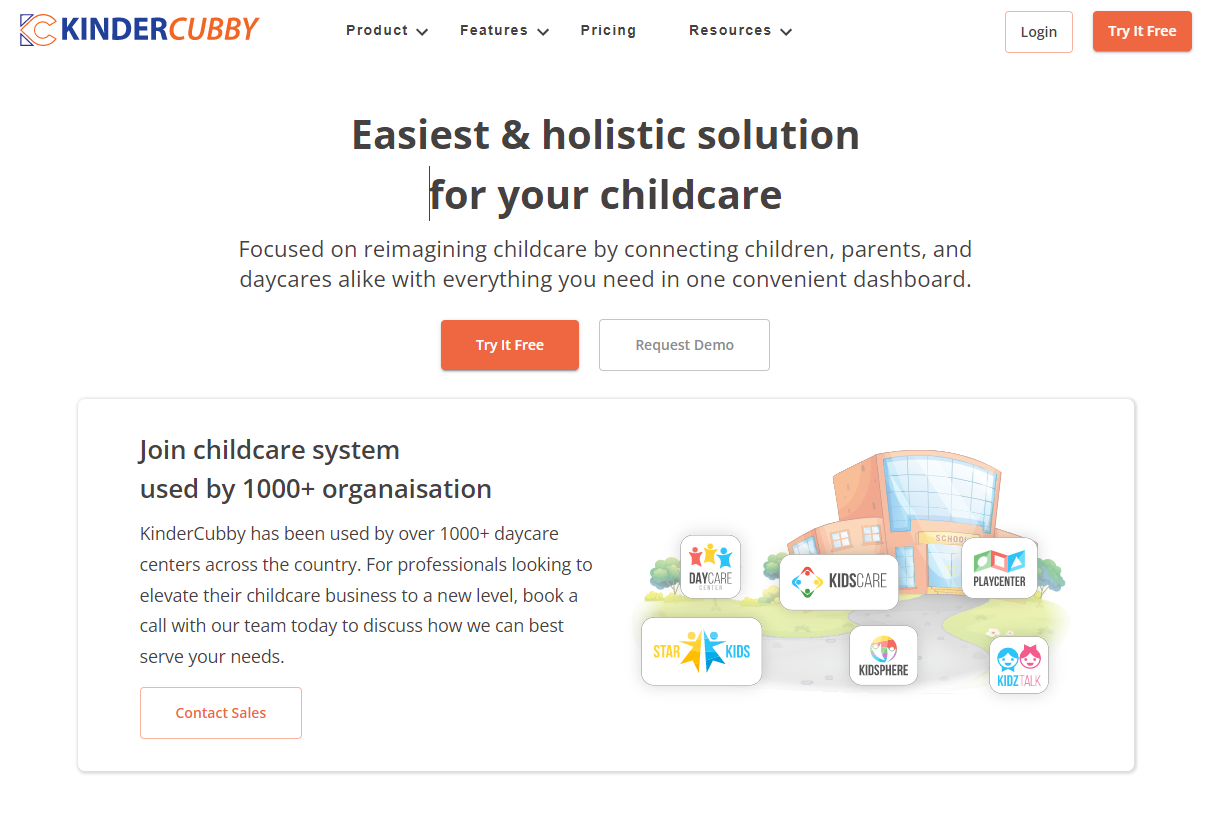 KINDERCUBBY
Product
Features
Pricing
Resources
Login
Try It Free
Easiest & holistic solution
for your childcare
Focused on reimagining childcare by connecting children, parents, and
daycares alike with everything you need in one convenient dashboard.
Try It Free
Request Demo
Join childcare system
used by 1000+ organaisation
KinderCubby has been used by over 1000+ daycare
centers across the country. For professionals looking to
elevate their childcare business to a new level, book a
call with our team today to discuss how we can best
serve your needs.
Contact Sales
SCHOOL
DAYCARE
CENTER
KIDSCARE
PLAYCENTER
STAR KIDS
KIDSPHERE
KIDZTALK